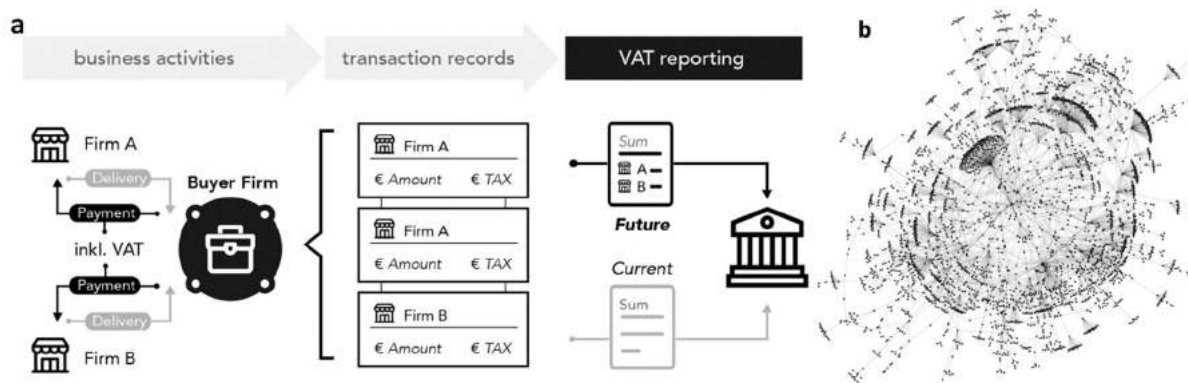 a
business activities
transaction records
VAT reporting
b
Firm A
Delivery
Payment
inkl. VAT
Payment
Delivery
Firm B
Buyer Firm
Firm A
€ Amount € TAX
Firm A
€ Amount € TAX
Firm B
€ Amount € TAX
Sum
A
B
Future
Current
Sum